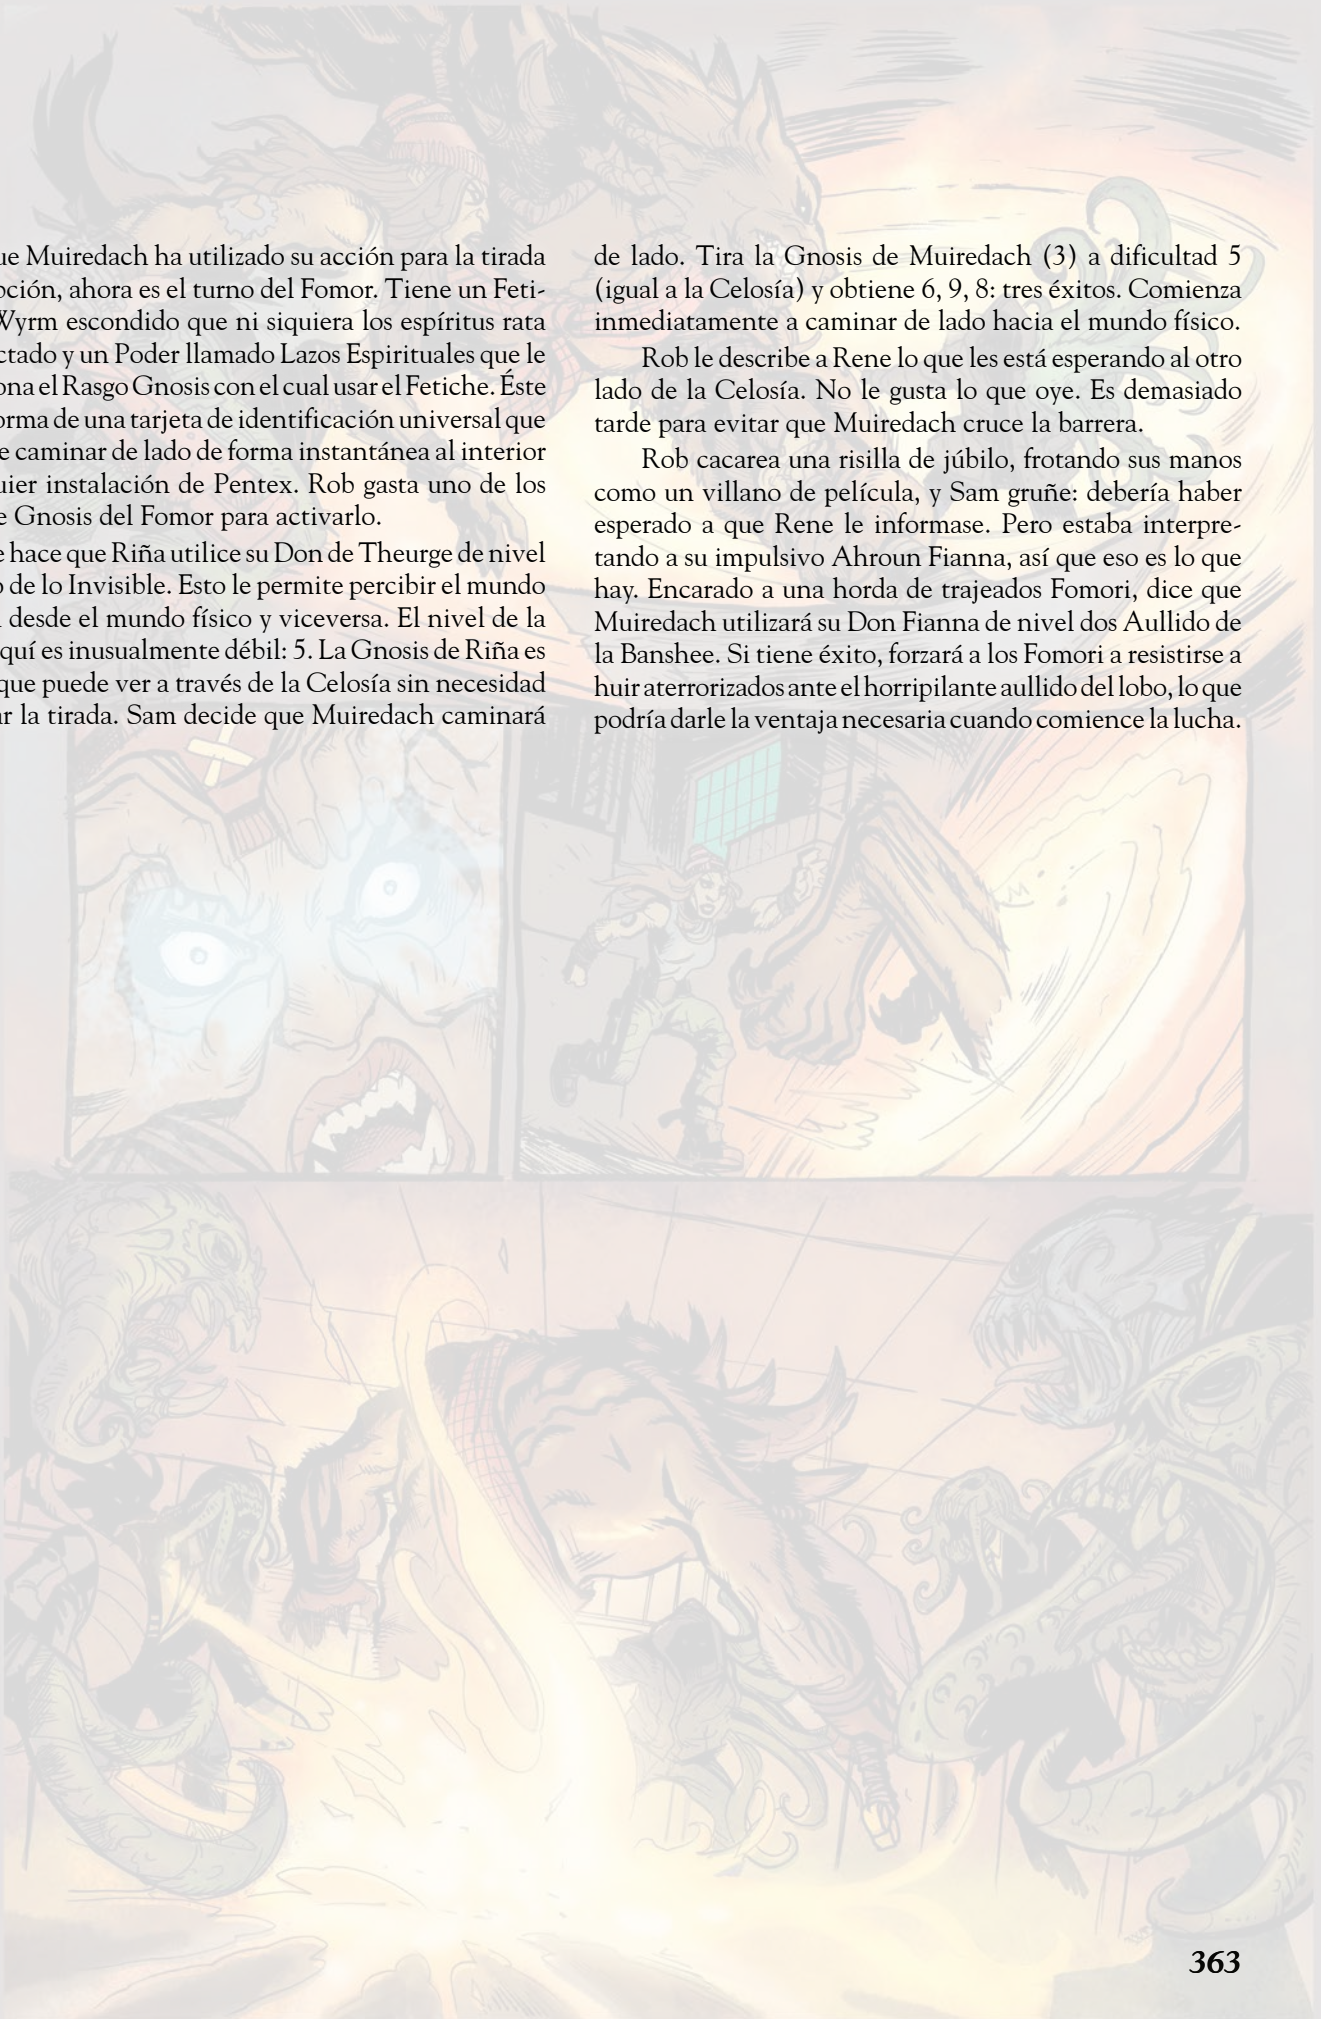 ue Muiredach ha utilizado su acción para la tirada
pción, ahora es el turno del Fomor. Tiene un Feti-
Wyrm escondido que ni siquiera los espíritus rata
ctado y un Poder llamado Lazos Espirituales que le
ona el Rasgo Gnosis con el cual usar el Fetiche. Éste
orma de una tarjeta de identificación universal que
e caminar de lado de forma instantánea al interior
uier instalación de Pentex. Rob gasta uno de los
e Gnosis del Fomor para activarlo.
e hace que Riña utilice su Don de Theurge de nivel
o de lo Invisible. Esto le permite percibir el mundo
l desde el mundo físico y viceversa. El nivel de la
quí es inusualmente débil: 5. La Gnosis de Riña es
que puede ver a través de la Celosía sin necesidad
ar la tirada. Sam decide que Muiredach caminará
de lado. Tira la Gnosis de Muiredach (3) a dificultad 5
(igual a la Celosía) y obtiene 6, 9, 8: tres éxitos. Comienza
inmediatamente a caminar de lado hacia el mundo físico.
Rob le describe a Rene lo que les está esperando al otro
lado de la Celosía. No le gusta lo que oye. Es demasiado
tarde para evitar que Muiredach cruce la barrera.
Rob cacarea una risilla de júbilo, frotando sus manos
como un villano de película, y Sam gruñe: debería haber
esperado a que Rene le informase. Pero estaba interpre-
tando a su impulsivo Ahroun Fianna, así que eso es lo que
hay. Encarado a una horda de trajeados Fomori, dice que
Muiredach utilizará su Don Fianna de nivel dos Aullido de
la Banshee. Si tiene éxito, forzará a los Fomori a resistirse a
huir aterrorizados ante el horripilante aullido del lobo, lo que
podría darle la ventaja necesaria cuando comience la lucha.
363